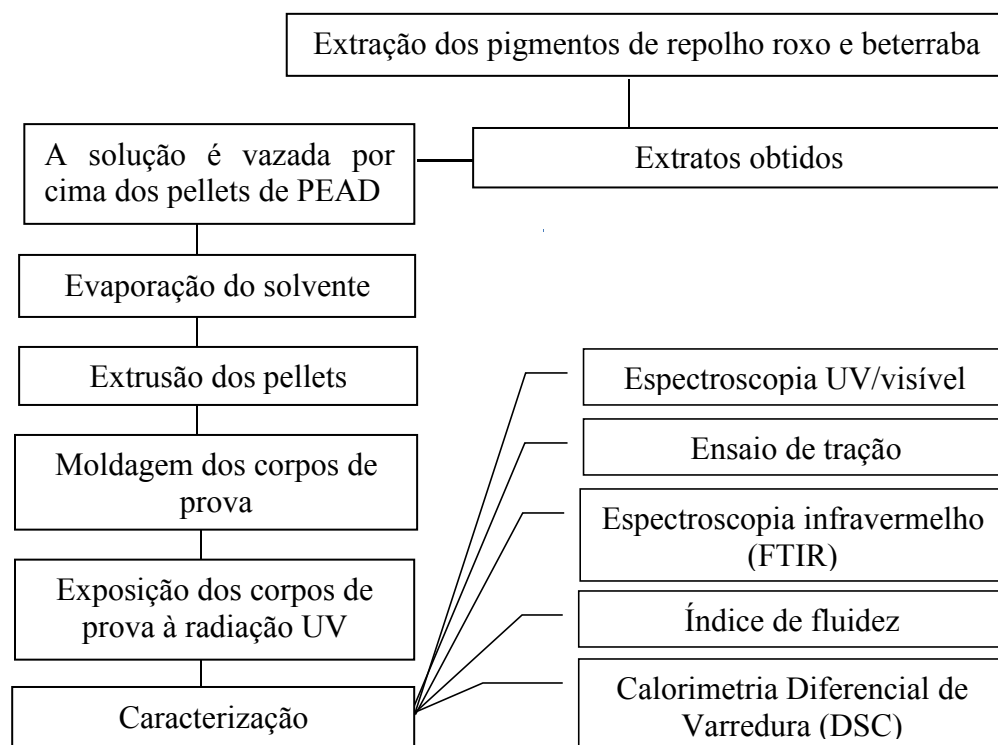 Extração dos pigmentos de repolho roxo e beterraba
Extratos obtidos
A solução é vazada por
cima dos pellets de PEAD
Evaporação do solvente
Extrusão dos pellets
Moldagem dos corpos de
prova
Exposição dos corpos de
prova à radiação UV
Caracterização
Espectroscopia UV/visível
Ensaio de tração
Espectroscopia infravermelho
(FTIR)
Índice de fluidez
Calorimetria Diferencial de
Varredura (DSC)